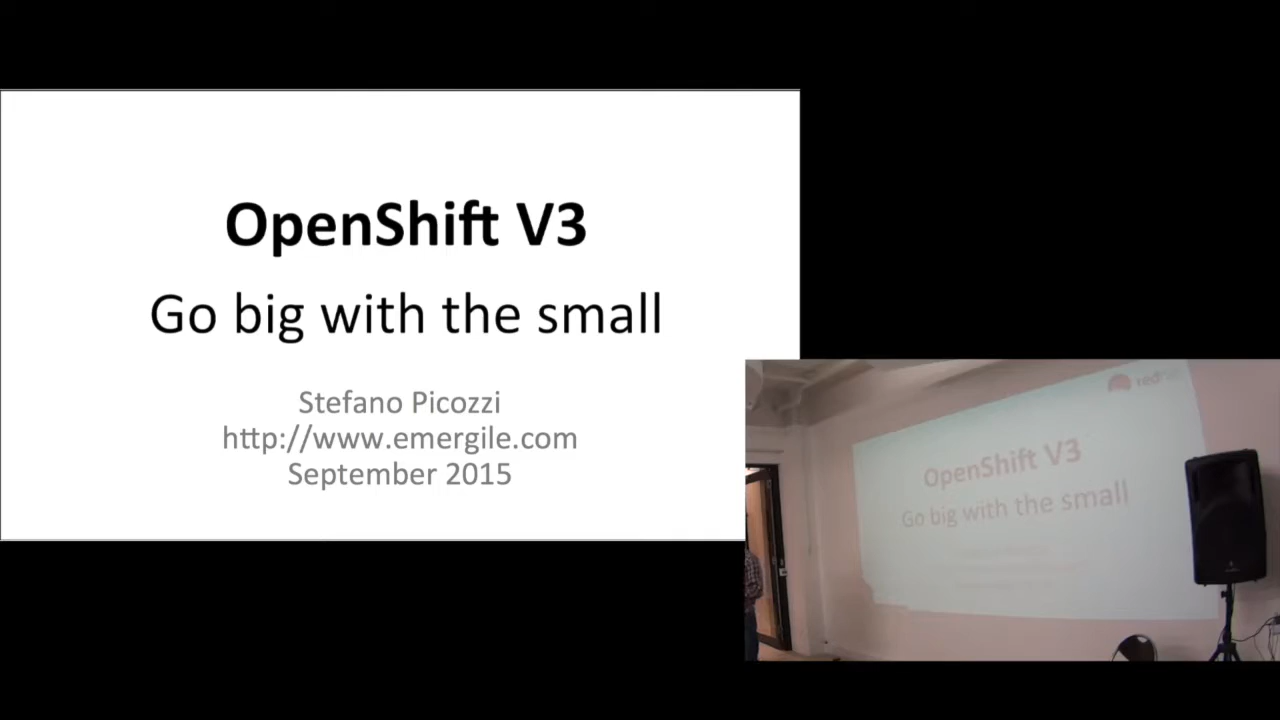 OpenShift V3
Go big with the small
Stefano Picozzi
http://www.emergile.com
September 2015
red
OpenShift V3
Go big with the small